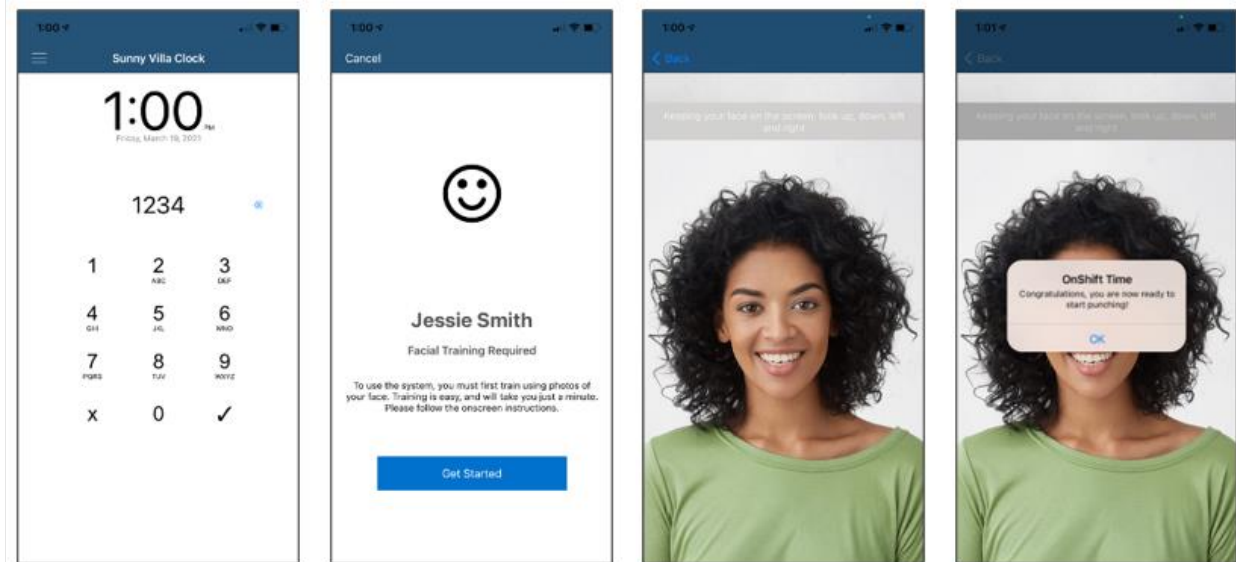 1:00
Sunny Villa Clock
1:00 PM
Friday, March 19, 2021
1234
1 2 3
ABC DEF
4 5 6
GHI JKL MNO
7 8 9
PQRS TUV WXYZ
x 0 ✓
1:00
Cancel
Jessie Smith
Facial Training Required
To use the system, you must first train using photos of
your face. Training is easy, and will take you just a minute.
Please follow the onscreen instructions.
Get Started
1:00
< Back
Keeping your face on the screen, look up, down, left
and right
1:01
< Back
Keeping your face on the screen, look up, down, left
and right
OnShift Time
Congratulations, you are now ready to
start punching!
OK